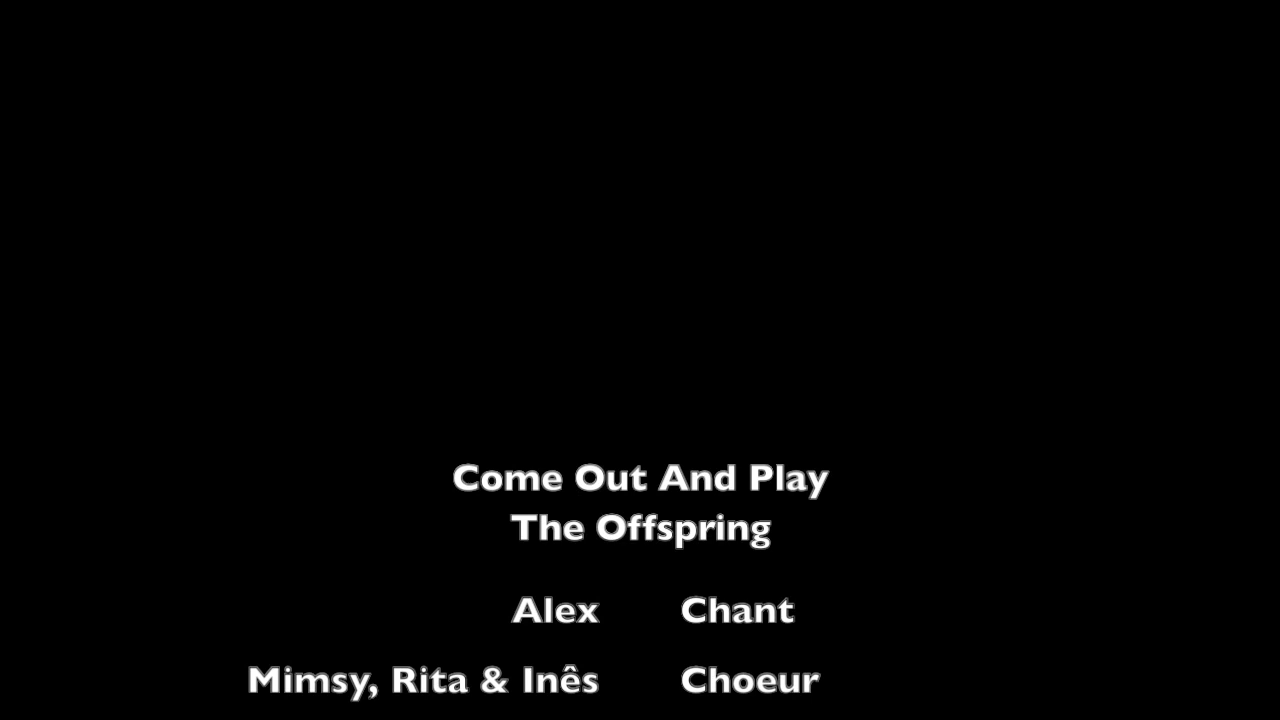 Come Out And Play
The Offspring
Alex Chant
Mimsy, Rita & Inês Choeur